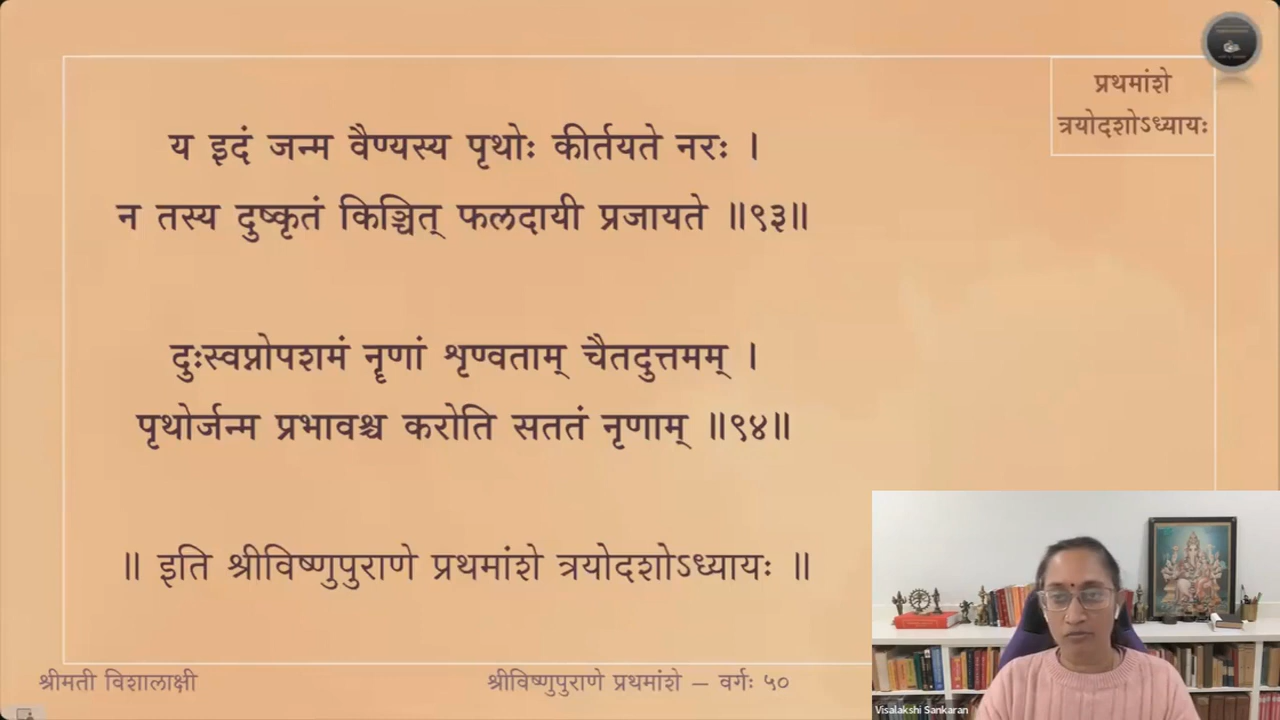 प्रथमांशे
त्रयोदशोऽध्यायः
य इदं जन्म वैण्यस्य पृथोः कीर्तयते नरः ।
न तस्य दुष्कृतं किञ्चित् फलदायी प्रजायते ॥९३॥
दुःस्वप्नोपशमं नॄणां शृण्वताम् चैतदुत्तमम् ।
पृथोर्जन्म प्रभावश्च करोति सततं नृणाम् ॥९४॥
॥ इति श्रीविष्णुपुराणे प्रथमांशे त्रयोदशोऽध्यायः ॥
श्रीमती विशालाक्षी
श्रीविष्णुपुराणे प्रथमांशे – वर्गः ५०
Visalakshi Sankaran